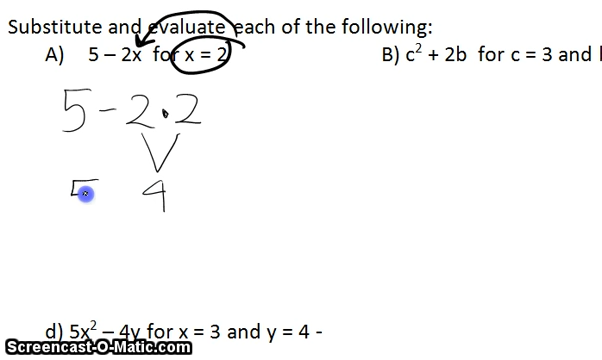 Substitute and evaluate each of the following:
A) 5 – 2x for x = 2
B) c² + 2b for c = 3 and
5 - 2 · 2
5 4
d) 5x² – 4y for x = 3 and y = 4 -
Screencast-O-Matic.com